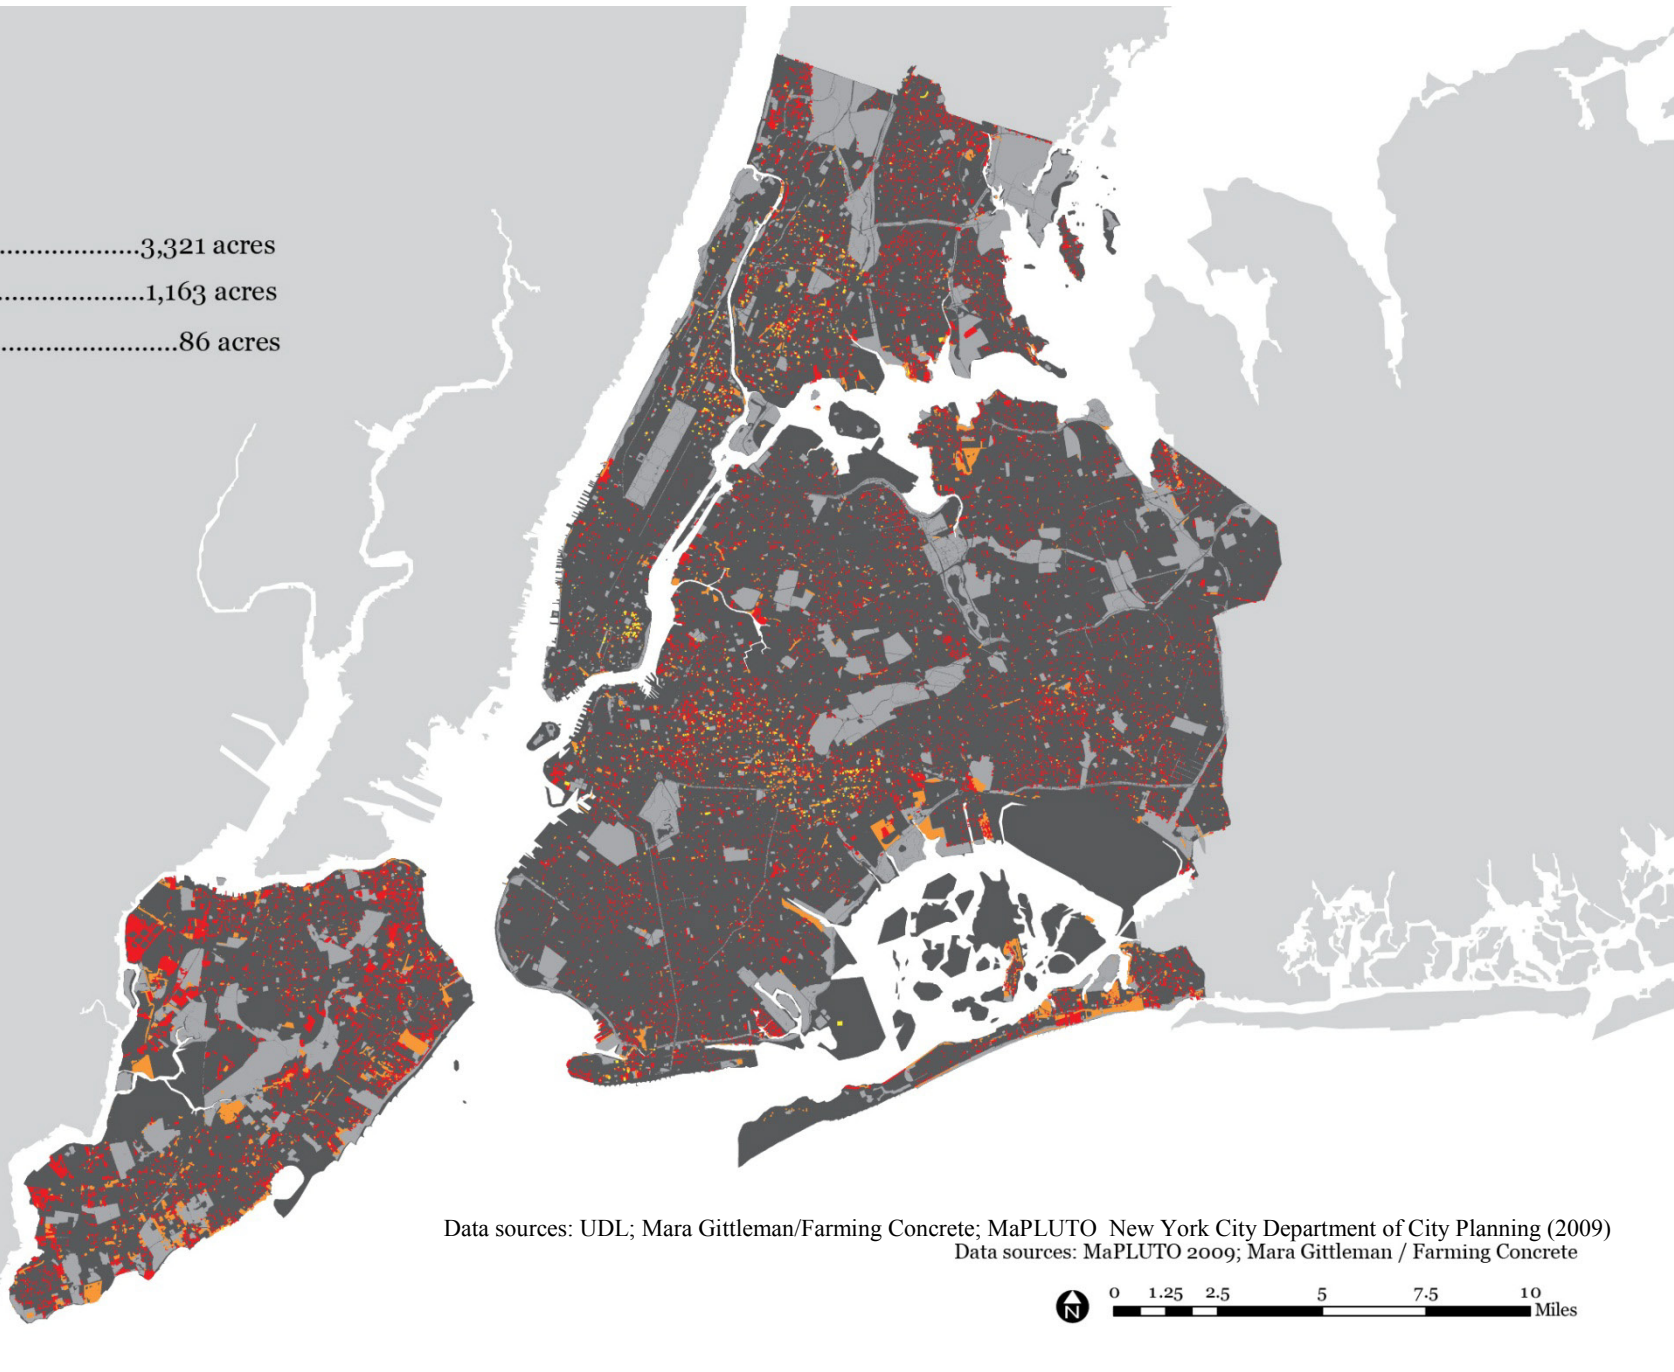 ....................3,321 acres
.....................1,163 acres
.........................86 acres
Data sources: UDL; Mara Gittleman/Farming Concrete; MaPLUTO New York City Department of City Planning (2009)
Data sources: MaPLUTO 2009; Mara Gittleman / Farming Concrete
N
0 1.25 2.5 5 7.5 10
Miles